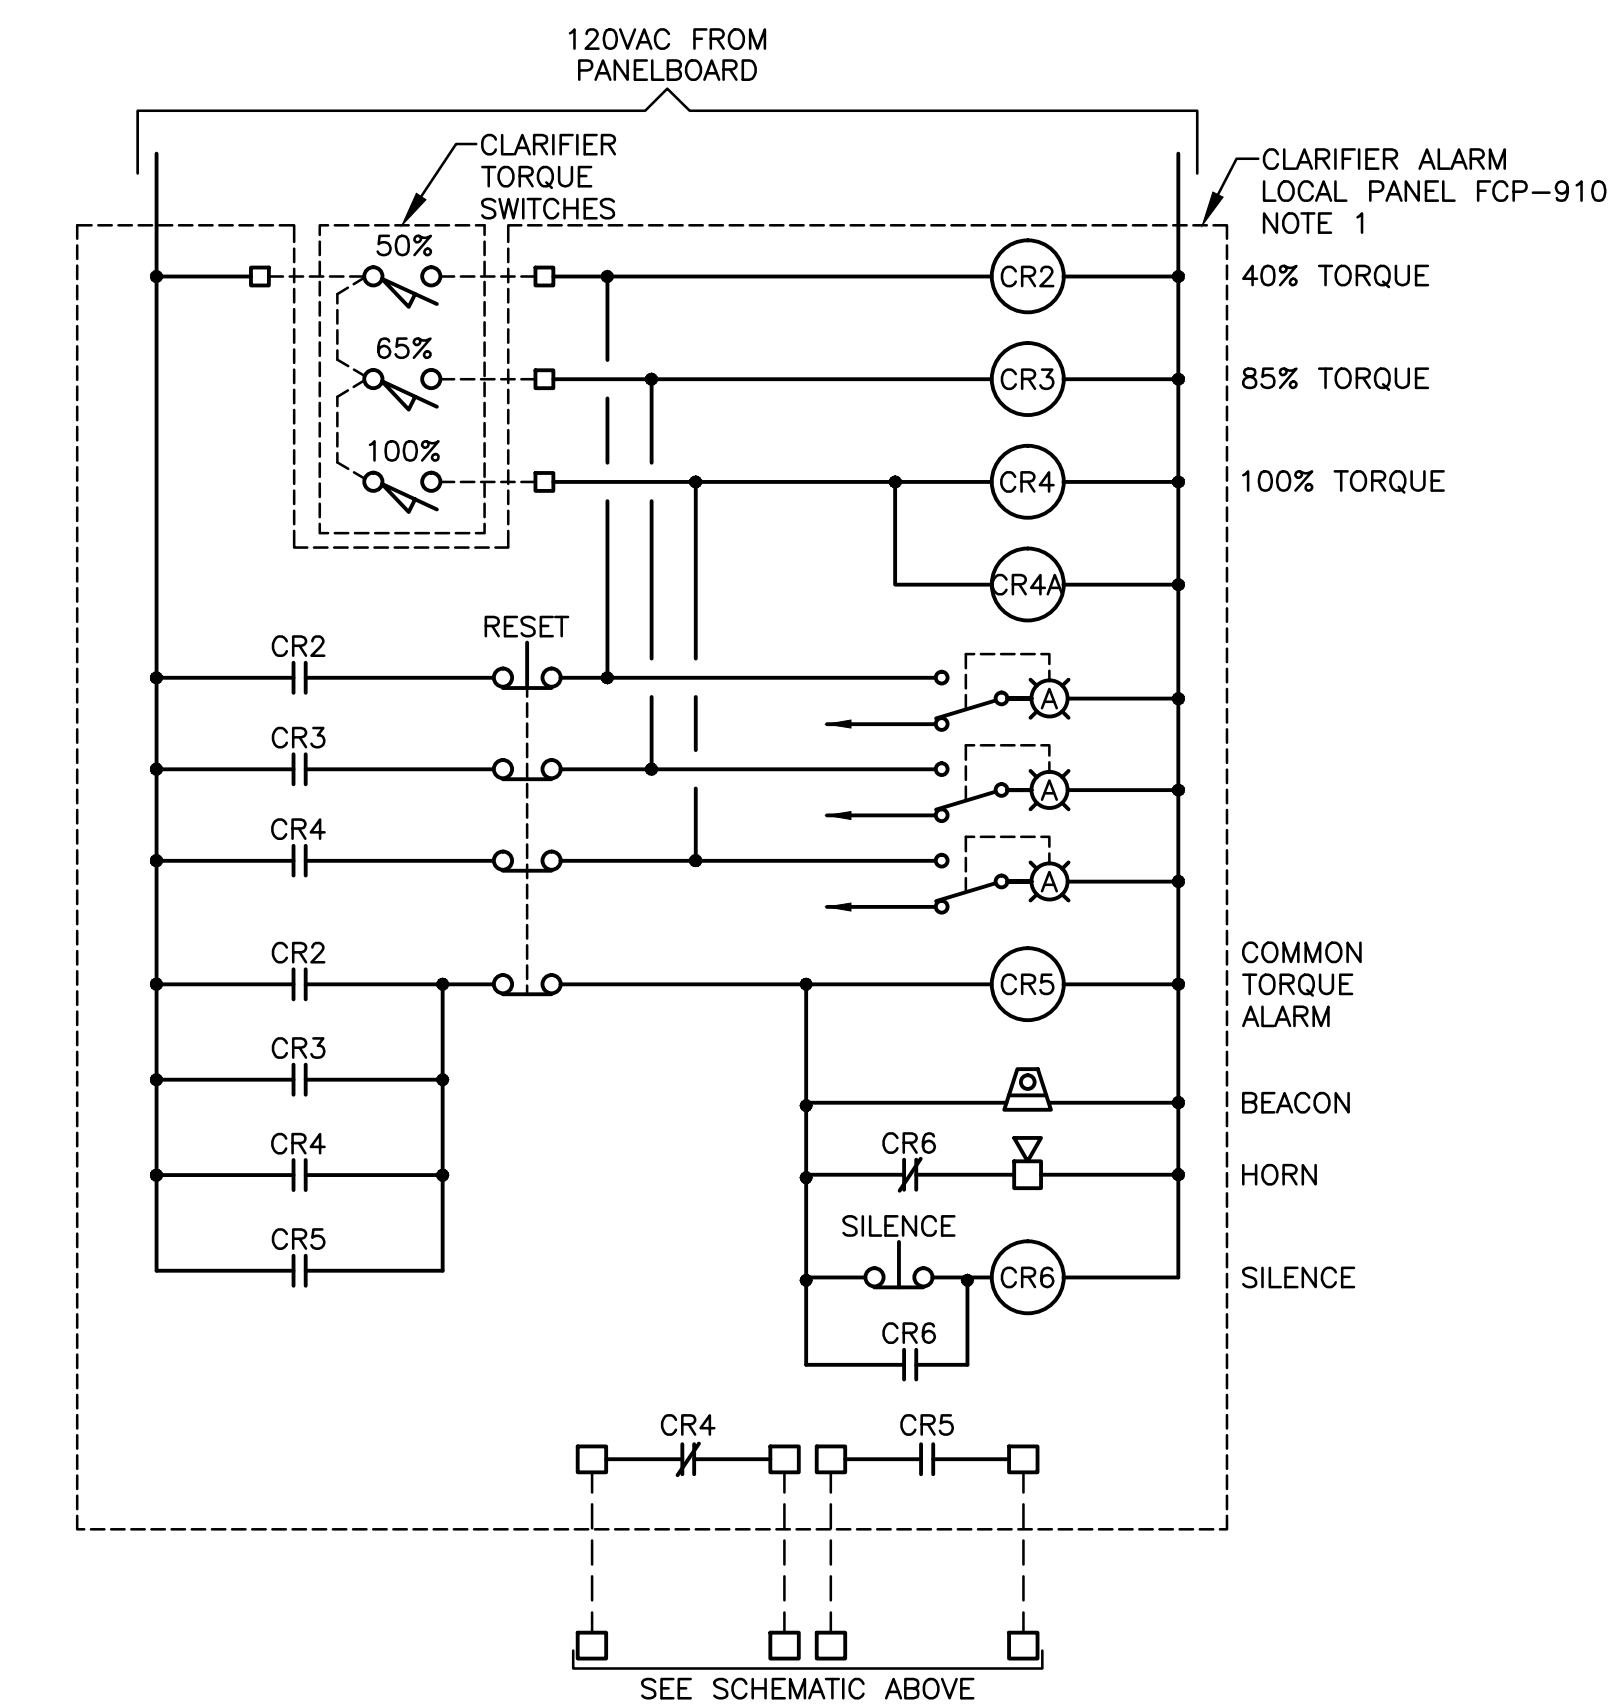 120VAC FROM
PANELBOARD
CLARIFIER
TORQUE
SWITCHES
CLARIFIER ALARM
LOCAL PANEL FCP-910
NOTE 1
50%
CR2
40% TORQUE
65%
CR3
85% TORQUE
100%
CR4
100% TORQUE
CR4A
RESET
CR2
A
CR3
A
CR4
A
CR2
CR5
COMMON
TORQUE
ALARM
CR3
BEACON
CR4
CR6
HORN
CR5
SILENCE
CR6
SILENCE
CR6
CR4
CR5
SEE SCHEMATIC ABOVE